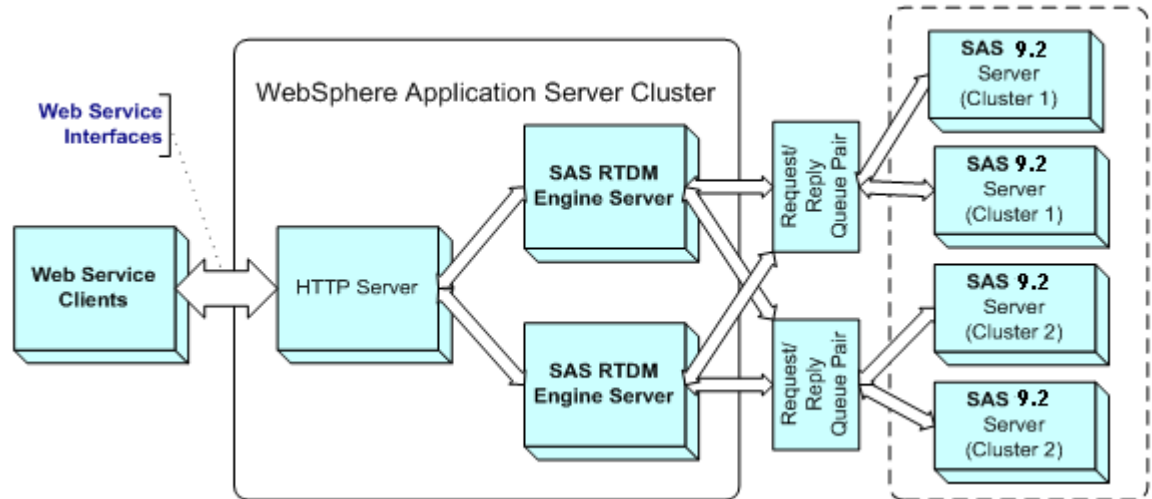 WebSphere Application Server Cluster
Web Service
Interfaces
Web Service
Clients
HTTP Server
SAS RTDM
Engine Server
SAS RTDM
Engine Server
Request/
Reply
Queue Pair
Request/
Reply
Queue Pair
SAS 9.2
Server
(Cluster 1)
SAS 9.2
Server
(Cluster 1)
SAS 9.2
Server
(Cluster 2)
SAS 9.2
Server
(Cluster 2)